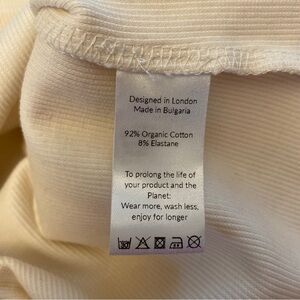 Designed in London
Made in Bulgaria
92% Organic Cotton
8% Elastane
To prolong the life of
your product and the
Planet:
Wear more, wash less,
enjoy for longer